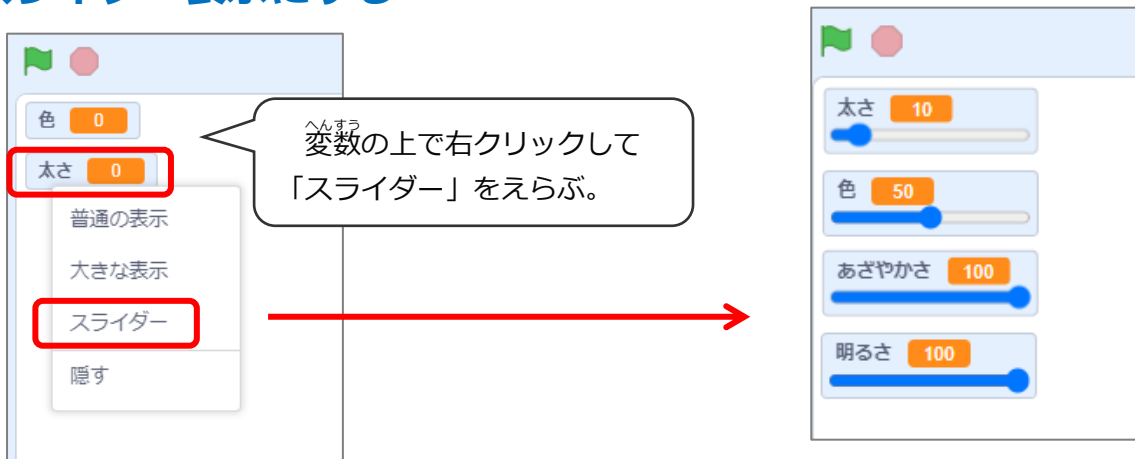 色 0
太さ 0
普通の表示
大きな表示
スライダー
隠す
へんすう
変数の上で右クリックして
「スライダー」をえらぶ。
太さ 10
色 50
あざやかさ 100
明るさ 100